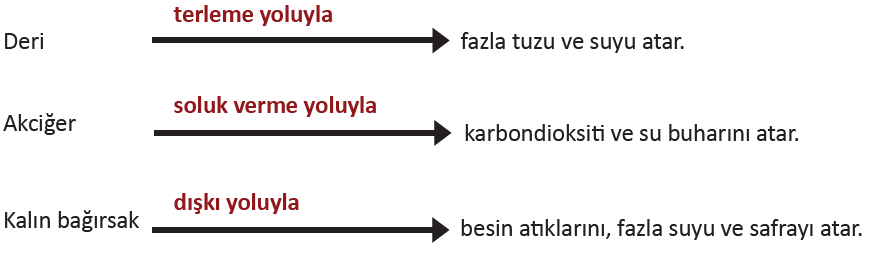 terleme yoluyla
Deri
fazla tuzu ve suyu atar.
soluk verme yoluyla
Akciğer
karbondioksiti ve su buharını atar.
dışkı yoluyla
Kalın bağırsak
besin atıklarını, fazla suyu ve safrayı atar.